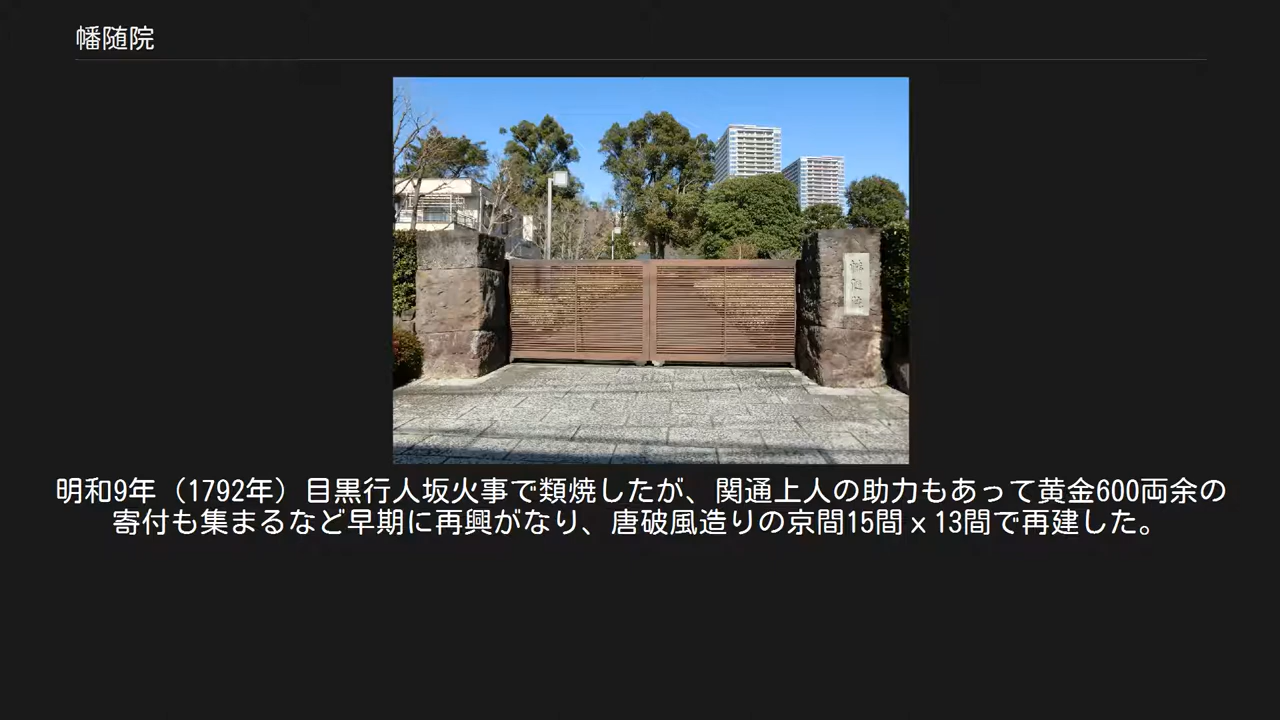 幡随院
幡随院
明和9年（1792年）目黒行人坂火事で類焼したが、関通上人の助力もあって黄金600両余の
寄付も集まるなど早期に再興がなり、唐破風造りの京間15間ｘ13間で再建した。